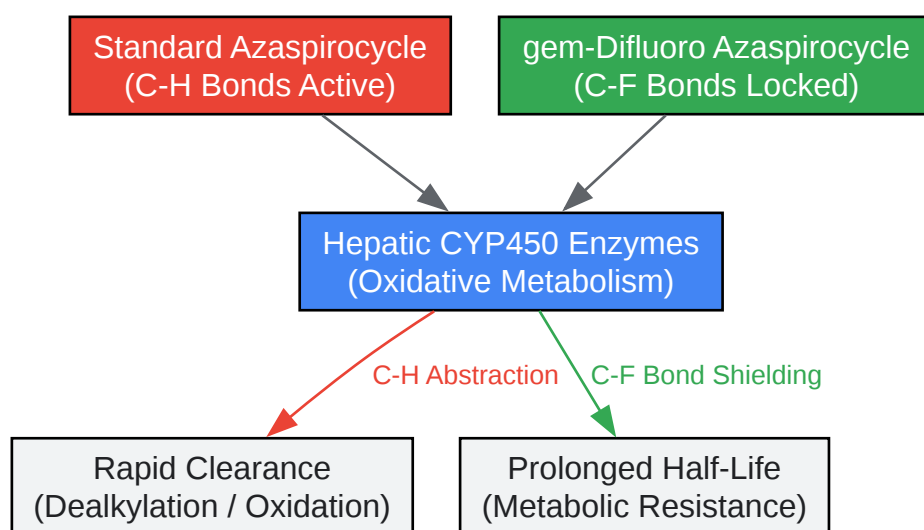 Standard Azaspirocycle
(C-H Bonds Active)
gem-Difluoro Azaspirocycle
(C-F Bonds Locked)
Hepatic CYP450 Enzymes
(Oxidative Metabolism)
C-H Abstraction
C-F Bond Shielding
Rapid Clearance
(Dealkylation / Oxidation)
Prolonged Half-Life
(Metabolic Resistance)